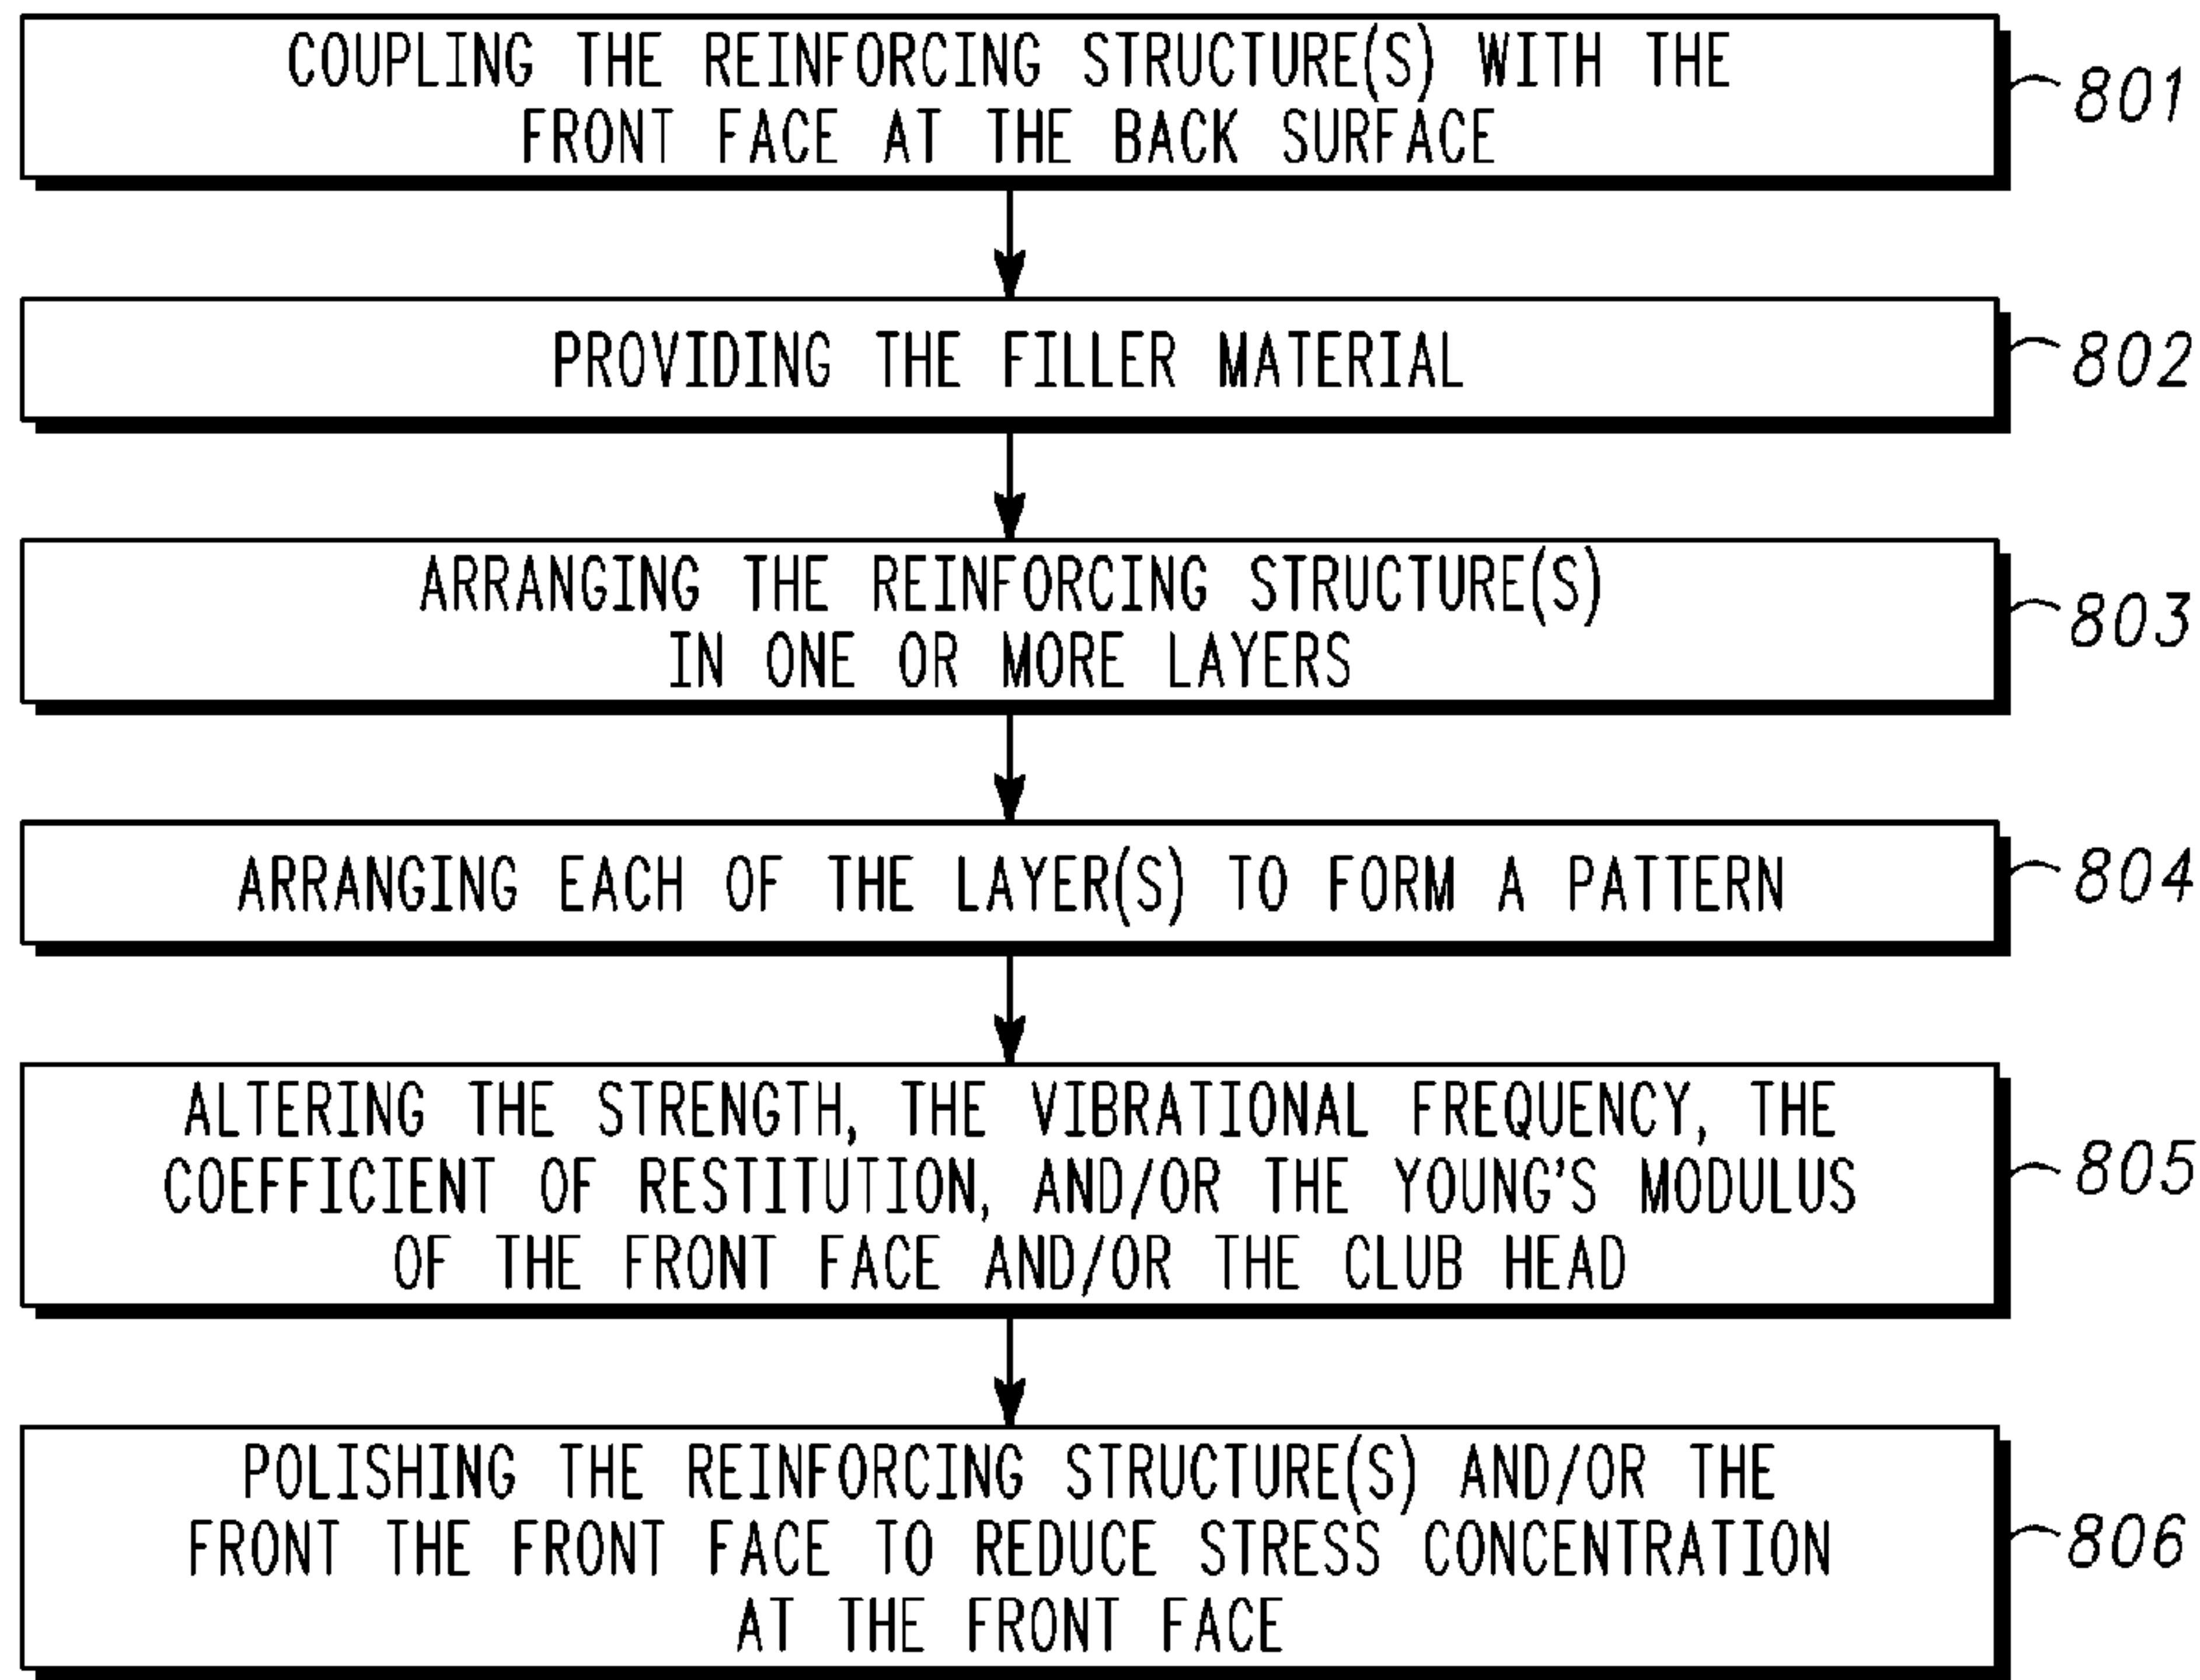 COUPLING THE REINFORCING STRUCTURE(S) WITH THE
FRONT FACE AT THE BACK SURFACE
801
PROVIDING THE FILLER MATERIAL
802
ARRANGING THE REINFORCING STRUCTURE(S)
IN ONE OR MORE LAYERS
803
ARRANGING EACH OF THE LAYER(S) TO FORM A PATTERN
804
ALTERING THE STRENGTH, THE VIBRATIONAL FREQUENCY, THE
COEFFICIENT OF RESTITUTION, AND/OR THE YOUNG'S MODULUS
OF THE FRONT FACE AND/OR THE CLUB HEAD
805
POLISHING THE REINFORCING STRUCTURE(S) AND/OR THE
FRONT THE FRONT FACE TO REDUCE STRESS CONCENTRATION
AT THE FRONT FACE
806